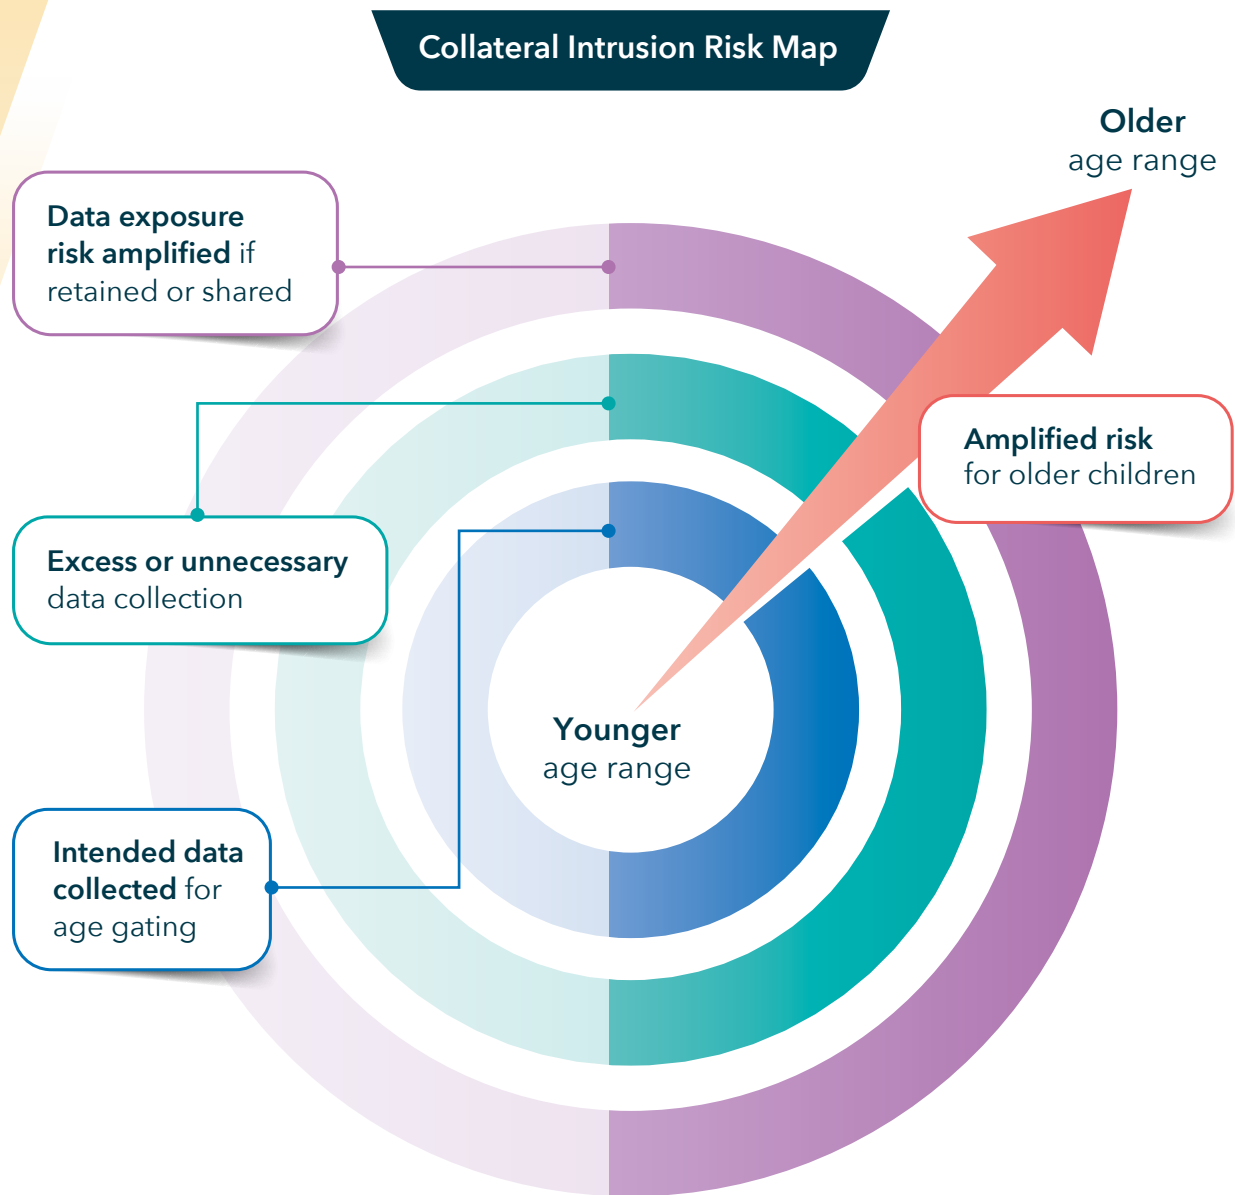 Collateral Intrusion Risk Map
Older
age range
Data exposure
risk amplified if
retained or shared
Amplified risk
for older children
Excess or unnecessary
data collection
Younger
age range
Intended data
collected for
age gating